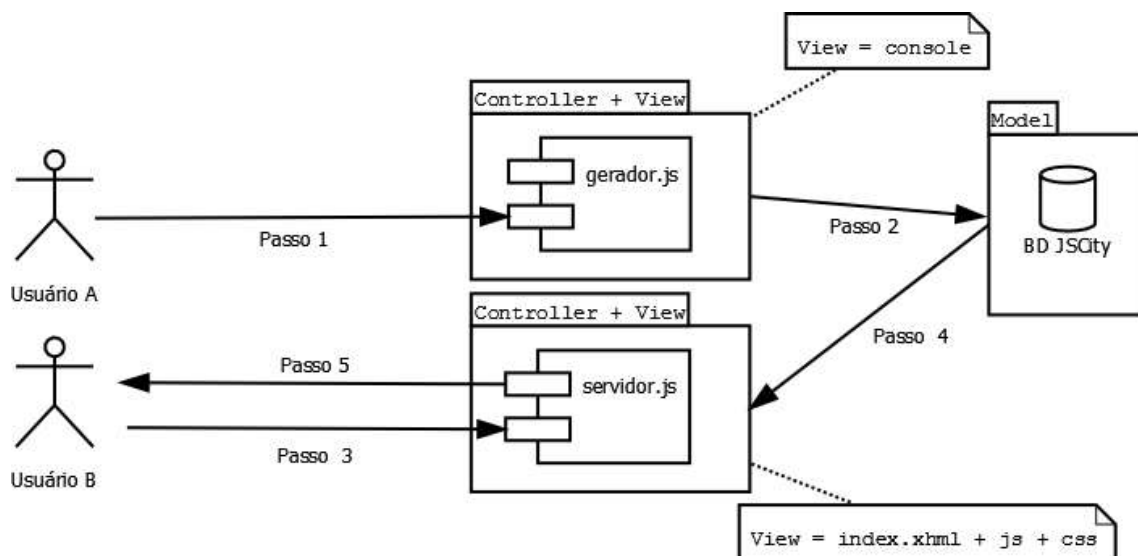 View = console
Controller + View
Model
gerador.js
Passo 1
Passo 2
BD JSCity
Usuário A
Controller + View
Passo 4
Passo 5
servidor.js
Passo 3
Usuário B
View = index.xhml + js + css